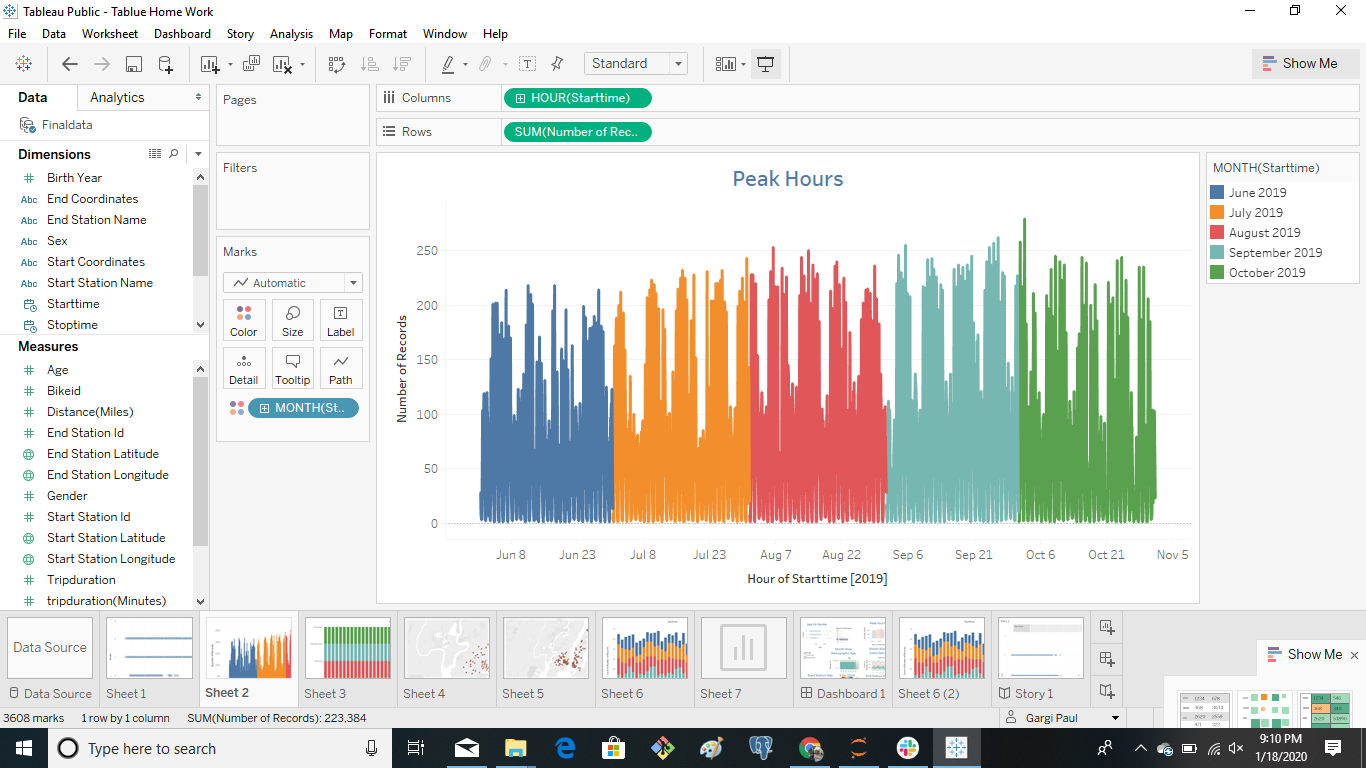 Tableau Public - Tablue Home Work
File Data Worksheet Dashboard Story Analysis Map Format Window Help
Standard
Show Me
Data Analytics
Finaldata
Dimensions
# Birth Year
Abc End Coordinates
Abc End Station Name
Abc Sex
Abc Start Coordinates
Abc Start Station Name
Starttime
Stoptime
Measures
# Age
# Bikeid
# Distance(Miles)
# End Station Id
End Station Latitude
End Station Longitude
# Gender
# Start Station Id
Start Station Latitude
Start Station Longitude
# Tripduration
# tripduration(Minutes)
Pages
Filters
Marks
Automatic
Color Size Label
Detail Tooltip Path
MONTH(St..
Columns HOUR(Starttime)
Rows SUM(Number of Rec..
Peak Hours
Number of Records
250
200
150
100
50
0
Jun 8 Jun 23 Jul 8 Jul 23 Aug 7 Aug 22 Sep 6 Sep 21 Oct 6 Oct 21 Nov 5
Hour of Starttime [2019]
MONTH(Starttime)
June 2019
July 2019
August 2019
September 2019
October 2019
Data Source
Data Source Sheet 1 Sheet 2 Sheet 3 Sheet 4 Sheet 5 Sheet 6 Sheet 7 Dashboard 1 Sheet 6 (2) Story 1
Show Me
3608 marks 1 row by 1 column SUM(Number of Records): 223,384
Gargi Paul
Type here to search
9:10 PM
1/18/2020